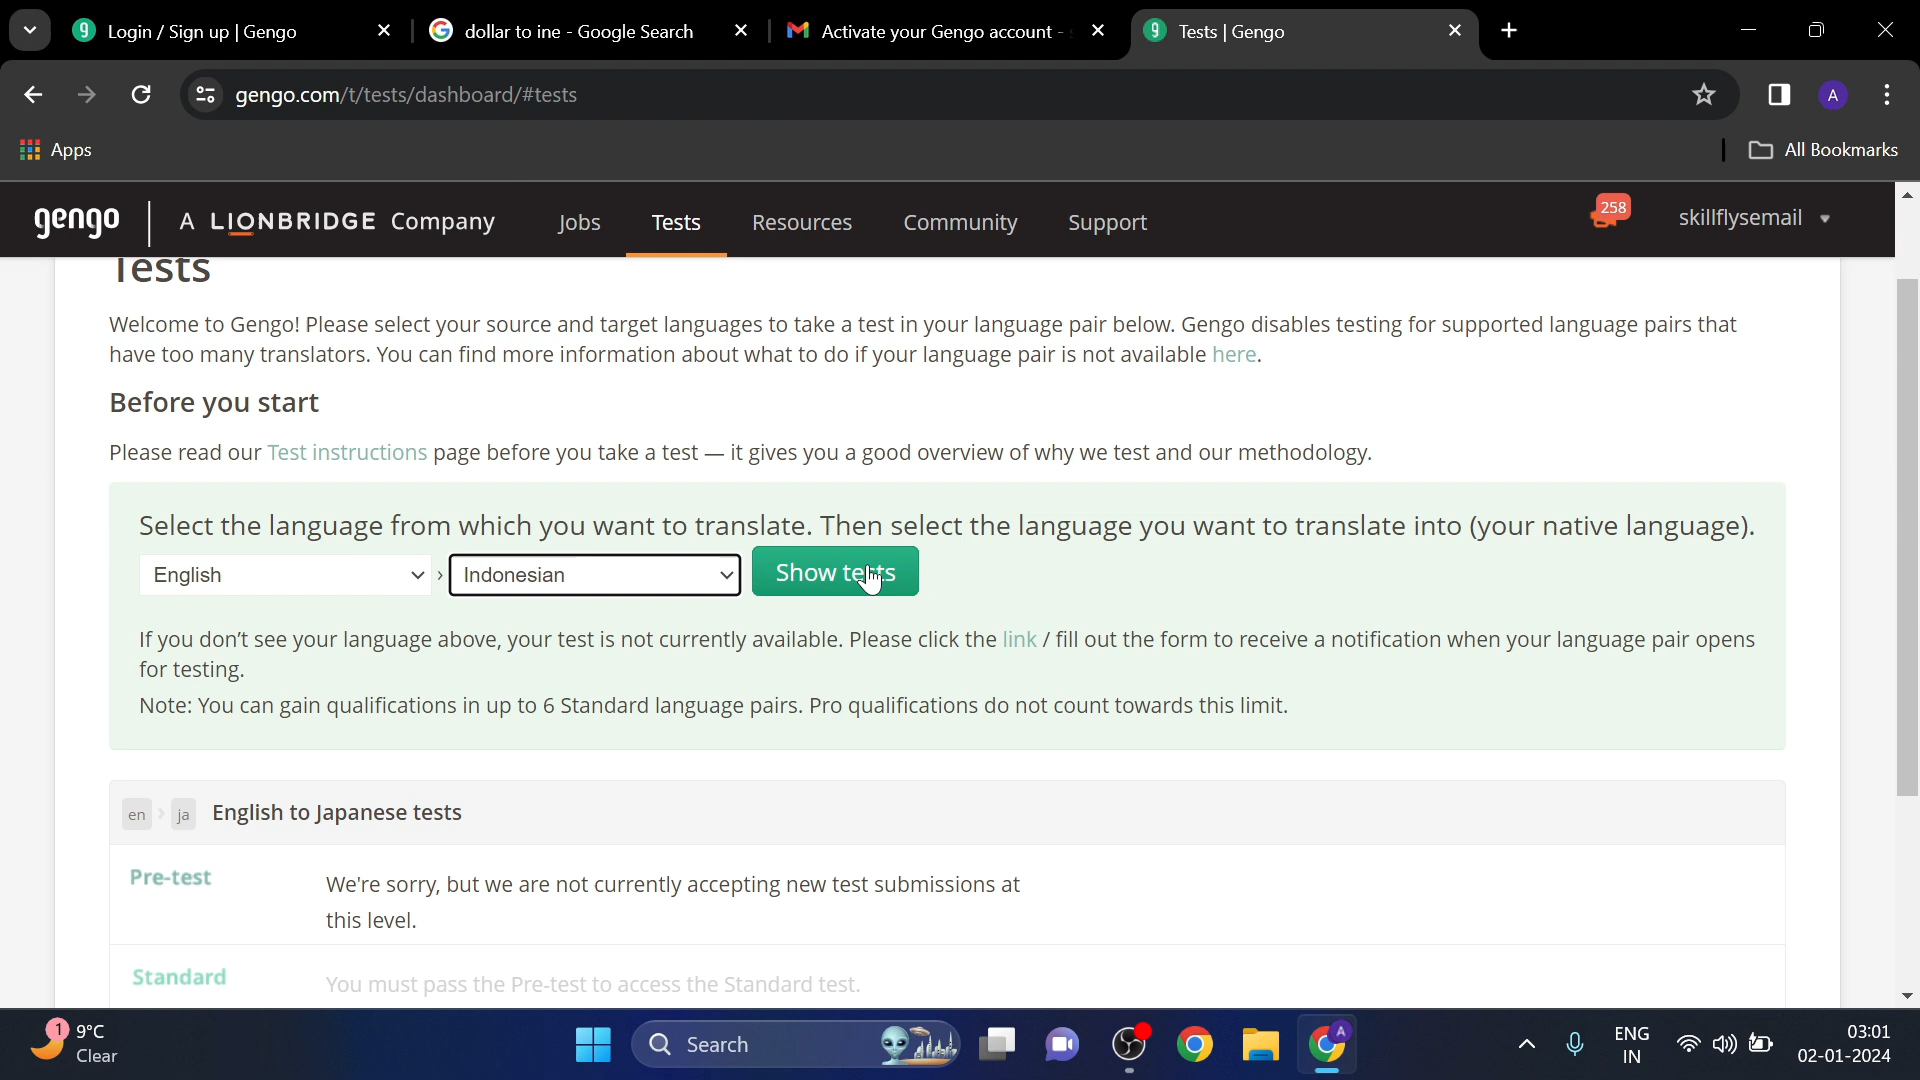 Login / Sign up | Gengo
dollar to ine - Google Search
Activate your Gengo account -
Tests | Gengo
gengo.com/t/tests/dashboard/#tests
A
Apps
All Bookmarks
gengo
A LIONBRIDGE Company
Jobs
Tests
Resources
Community
Support
258
skillflysemail
Tests
Welcome to Gengo! Please select your source and target languages to take a test in your language pair below. Gengo disables testing for supported language pairs that
have too many translators. You can find more information about what to do if your language pair is not available here.
Before you start
Please read our Test instructions page before you take a test — it gives you a good overview of why we test and our methodology.
Select the language from which you want to translate. Then select the language you want to translate into (your native language).
English › Indonesian Show tests
If you don't see your language above, your test is not currently available. Please click the link / fill out the form to receive a notification when your language pair opens
for testing.
Note: You can gain qualifications in up to 6 Standard language pairs. Pro qualifications do not count towards this limit.
en ja English to Japanese tests
Pre-test
We're sorry, but we are not currently accepting new test submissions at
this level.
Standard
You must pass the Pre-test to access the Standard test.
1
9°C
Clear
Search
A
ENG
IN
03:01
02-01-2024